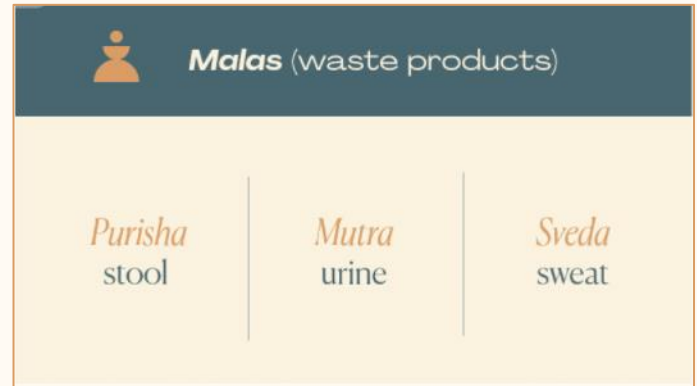 Malas (waste products)
Purisha
stool
Mutra
urine
Sveda
sweat